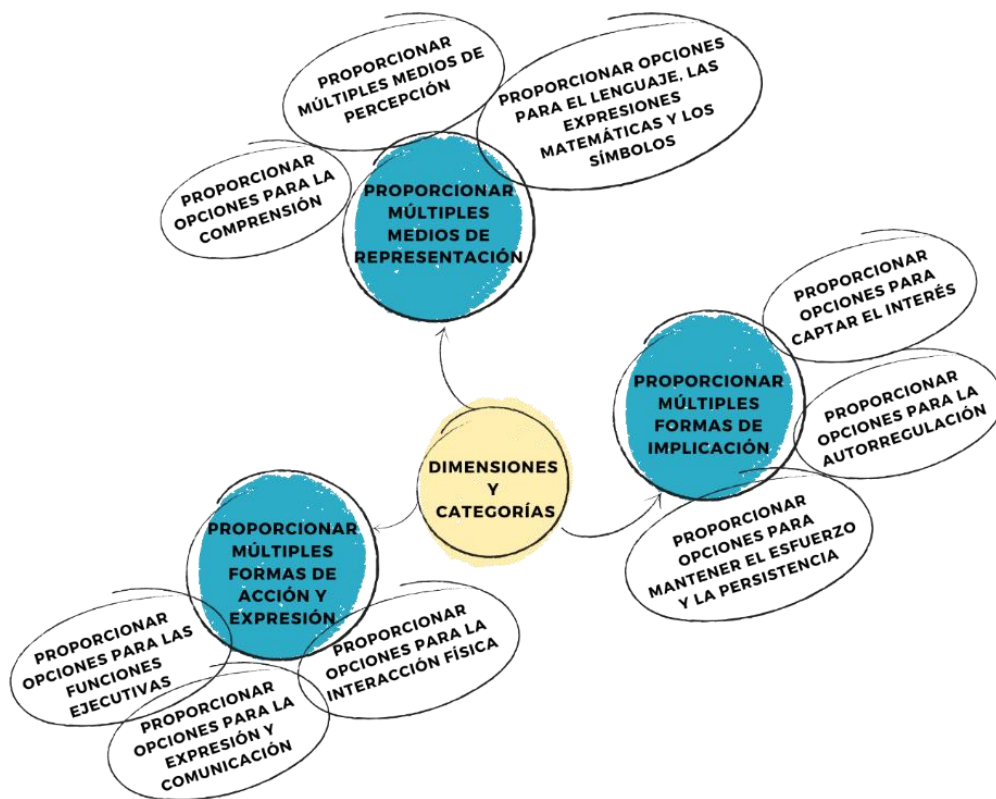 PROPORCIONAR
MÚLTIPLES MEDIOS DE
PERCEPCIÓN
PROPORCIONAR OPCIONES
PARA EL LENGUAJE, LAS
EXPRESIONES
MATEMÁTICAS Y LOS
SÍMBOLOS
PROPORCIONAR
OPCIONES PARA LA
COMPRENSIÓN
PROPORCIONAR
MÚLTIPLES
MEDIOS DE
REPRESENTACIÓN
PROPORCIONAR
OPCIONES PARA
CAPTAR EL INTERÉS
PROPORCIONAR
MÚLTIPLES
FORMAS DE
IMPLICACIÓN
PROPORCIONAR
OPCIONES PARA LA
AUTORREGULACIÓN
PROPORCIONAR
OPCIONES PARA
MANTENER EL ESFUERZO
Y LA PERSISTENCIA
DIMENSIONES
Y
CATEGORÍAS
PROPORCIONAR
MÚLTIPLES
FORMAS DE
ACCIÓN Y
EXPRESIÓN
PROPORCIONAR
OPCIONES PARA LAS
FUNCIONES
EJECUTIVAS
PROPORCIONAR
OPCIONES PARA LA
INTERACCIÓN FÍSICA
PROPORCIONAR
OPCIONES PARA LA
EXPRESIÓN Y
COMUNICACIÓN